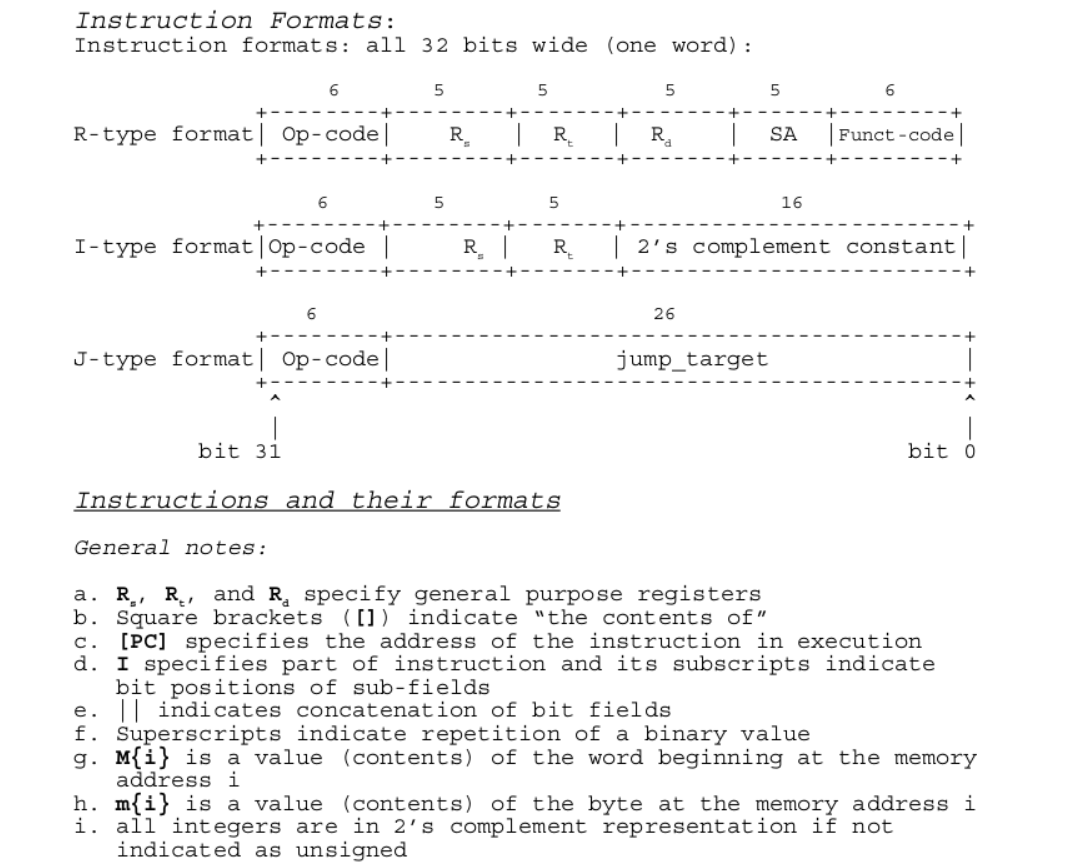 Instruction Formats:
Instruction formats: all 32 bits wide (one word):
6 5 5 5 5 6
+--------+--------+-------+-------+------+--------+
R-type format| Op-code| Rs | Rt | Rd | SA |Funct-code|
+--------+--------+-------+-------+------+--------+
6 5 5 16
+--------+--------+-------+------------------------+
I-type format|Op-code | Rs | Rt | 2's complement constant|
+--------+--------+-------+------------------------+
6 26
+--------+-----------------------------------------+
J-type format| Op-code| jump_target |
+--------+-----------------------------------------+
^ ^
| |
bit 31 bit 0
Instructions and their formats
General notes:
a. Rs, Rt, and Rd specify general purpose registers
b. Square brackets ([]) indicate “the contents of”
c. [PC] specifies the address of the instruction in execution
d. I specifies part of instruction and its subscripts indicate
bit positions of sub-fields
e. || indicates concatenation of bit fields
f. Superscripts indicate repetition of a binary value
g. M{i} is a value (contents) of the word beginning at the memory
address i
h. m{i} is a value (contents) of the byte at the memory address i
i. all integers are in 2's complement representation if not
indicated as unsigned